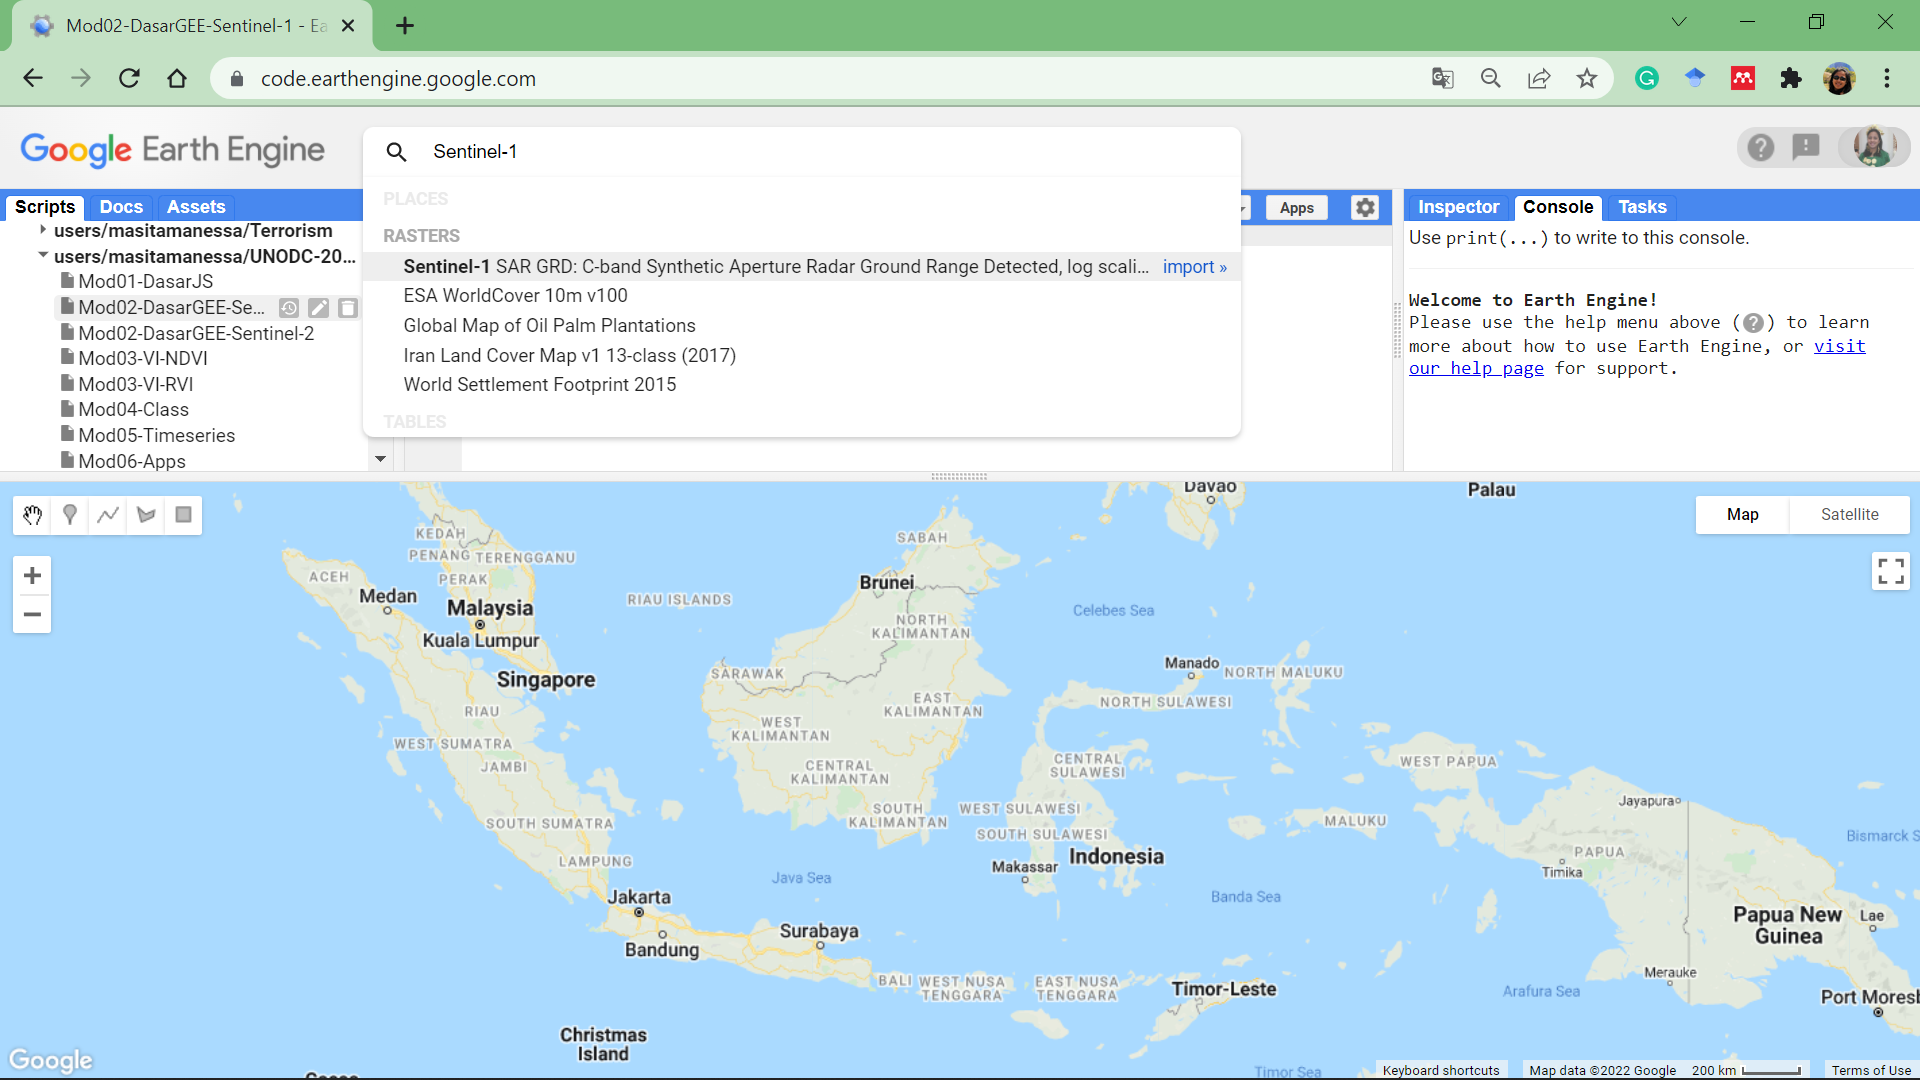 Mod02-DasarGEE-Sentinel-1 - Ea
code.earthengine.google.com
Google Earth Engine
Sentinel-1
PLACES
RASTERS
Sentinel-1 SAR GRD: C-band Synthetic Aperture Radar Ground Range Detected, log scali... import »
ESA WorldCover 10m v100
Global Map of Oil Palm Plantations
Iran Land Cover Map v1 13-class (2017)
World Settlement Footprint 2015
TABLES
Scripts Docs Assets
users/masitamanessa/Terrorism
users/masitamanessa/UNODC-20...
Mod01-DasarJS
Mod02-DasarGEE-Se...
Mod02-DasarGEE-Sentinel-2
Mod03-VI-NDVI
Mod03-VI-RVI
Mod04-Class
Mod05-Timeseries
Mod06-Apps
Apps
Inspector Console Tasks
Use print(...) to write to this console.
Welcome to Earth Engine!
Please use the help menu above (?) to learn
more about how to use Earth Engine, or visit
our help page for support.
Map Satellite
Davao
Palau
KEDAH
PENANG TERENGGANU
PERAK
ACEH
Medan
Malaysia
Kuala Lumpur
Singapore
RIAU ISLANDS
SABAH
Brunei
NORTH
KALIMANTAN
Celebes Sea
SARAWAK
Manado
NORTH MALUKU
NORTH SULAWESI
EAST
KALIMANTAN
RIAU
WEST
KALIMANTAN
WEST SUMATRA
JAMBI
CENTRAL
KALIMANTAN
CENTRAL
SULAWESI
WEST PAPUA
SOUTH
KALIMANTAN
WEST SULAWESI
SOUTH SULAWESI
MALUKU
Jayapura
SOUTH SUMATRA
Bismarck S
LAMPUNG
Java Sea
Makassar
Indonesia
PAPUA
Timika
Banda Sea
Jakarta
Bandung
Surabaya
Papua New
Guinea
Lae
BALI
WEST NUSA
TENGGARA
EAST NUSA
TENGGARA
Timor-Leste
Merauke
Arafura Sea
Port Moresb
Christmas
Island
Timor Sea
Google
Keyboard shortcuts Map data ©2022 Google 200 km Terms of Use